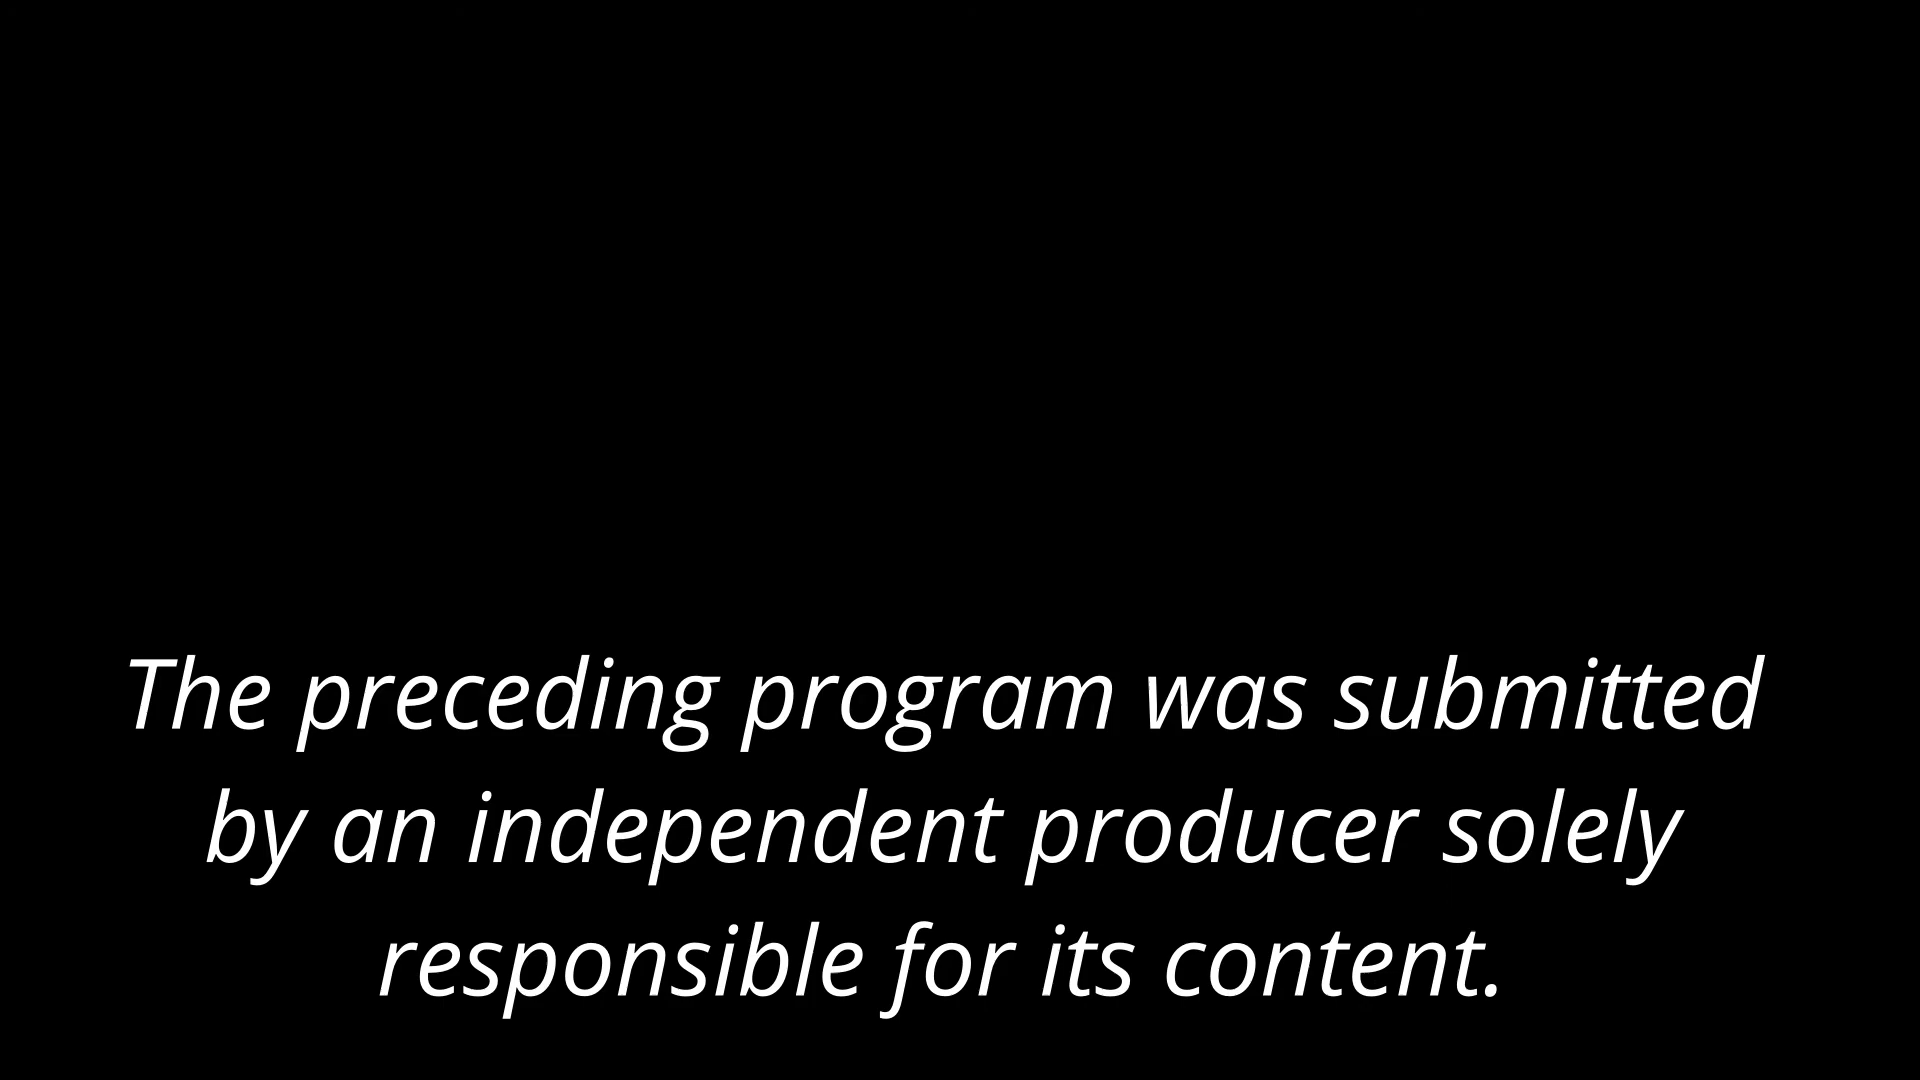 The preceding program was submitted
by an independent producer solely
responsible for its content.